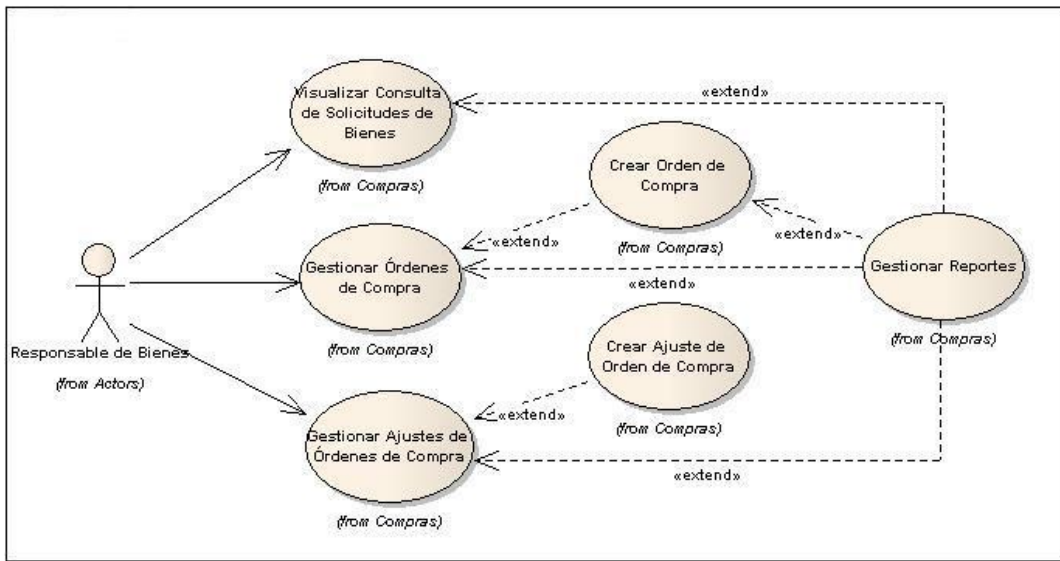 Visualizar Consulta
de Solicitudes de
Bienes
(from Compras)
«extend»
Crear Orden de
Compra
(from Compras)
«extend»
«extend»
Gestionar Órdenes
de Compra
(from Compras)
«extend»
Gestionar Reportes
(from Compras)
Responsable de Bienes
(from Actors)
Crear Ajuste de
Orden de Compra
(from Compras)
«extend»
Gestionar Ajustes de
Órdenes de Compra
(from Compras)
«extend»